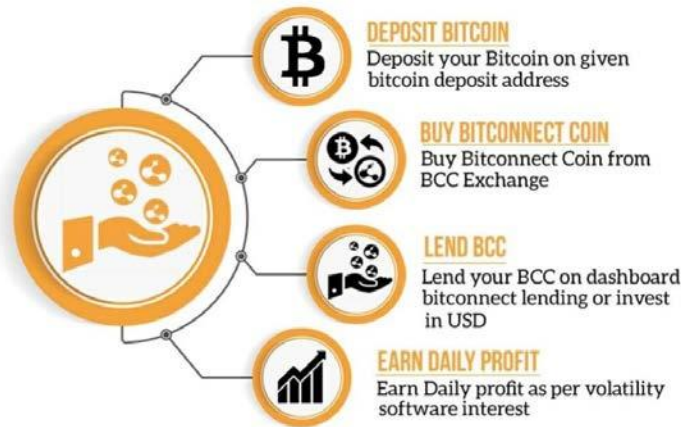 DEPOSIT BITCOIN
Deposit your Bitcoin on given
bitcoin deposit address
BUY BITCONNECT COIN
Buy Bitconnect Coin from
BCC Exchange
LEND BCC
Lend your BCC on dashboard
bitconnect lending or invest
in USD
EARN DAILY PROFIT
Earn Daily profit as per volatility
software interest